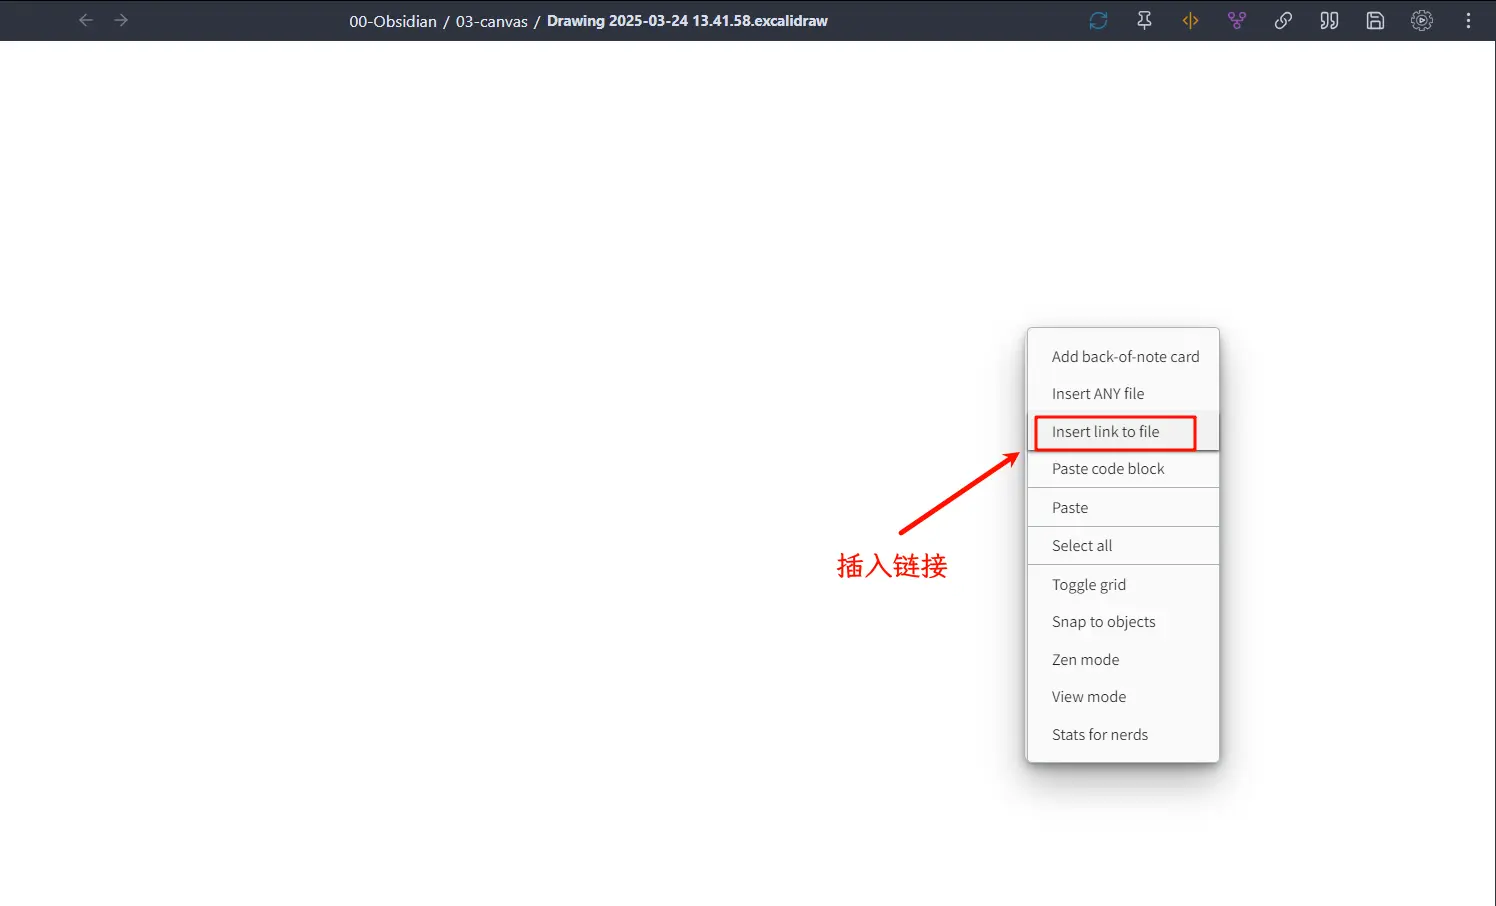 00-Obsidian / 03-canvas / Drawing 2025-03-24 13.41.58.excalidraw
Add back-of-note card
Insert ANY file
Insert link to file
Paste code block
Paste
Select all
插入链接
Toggle grid
Snap to objects
Zen mode
View mode
Stats for nerds